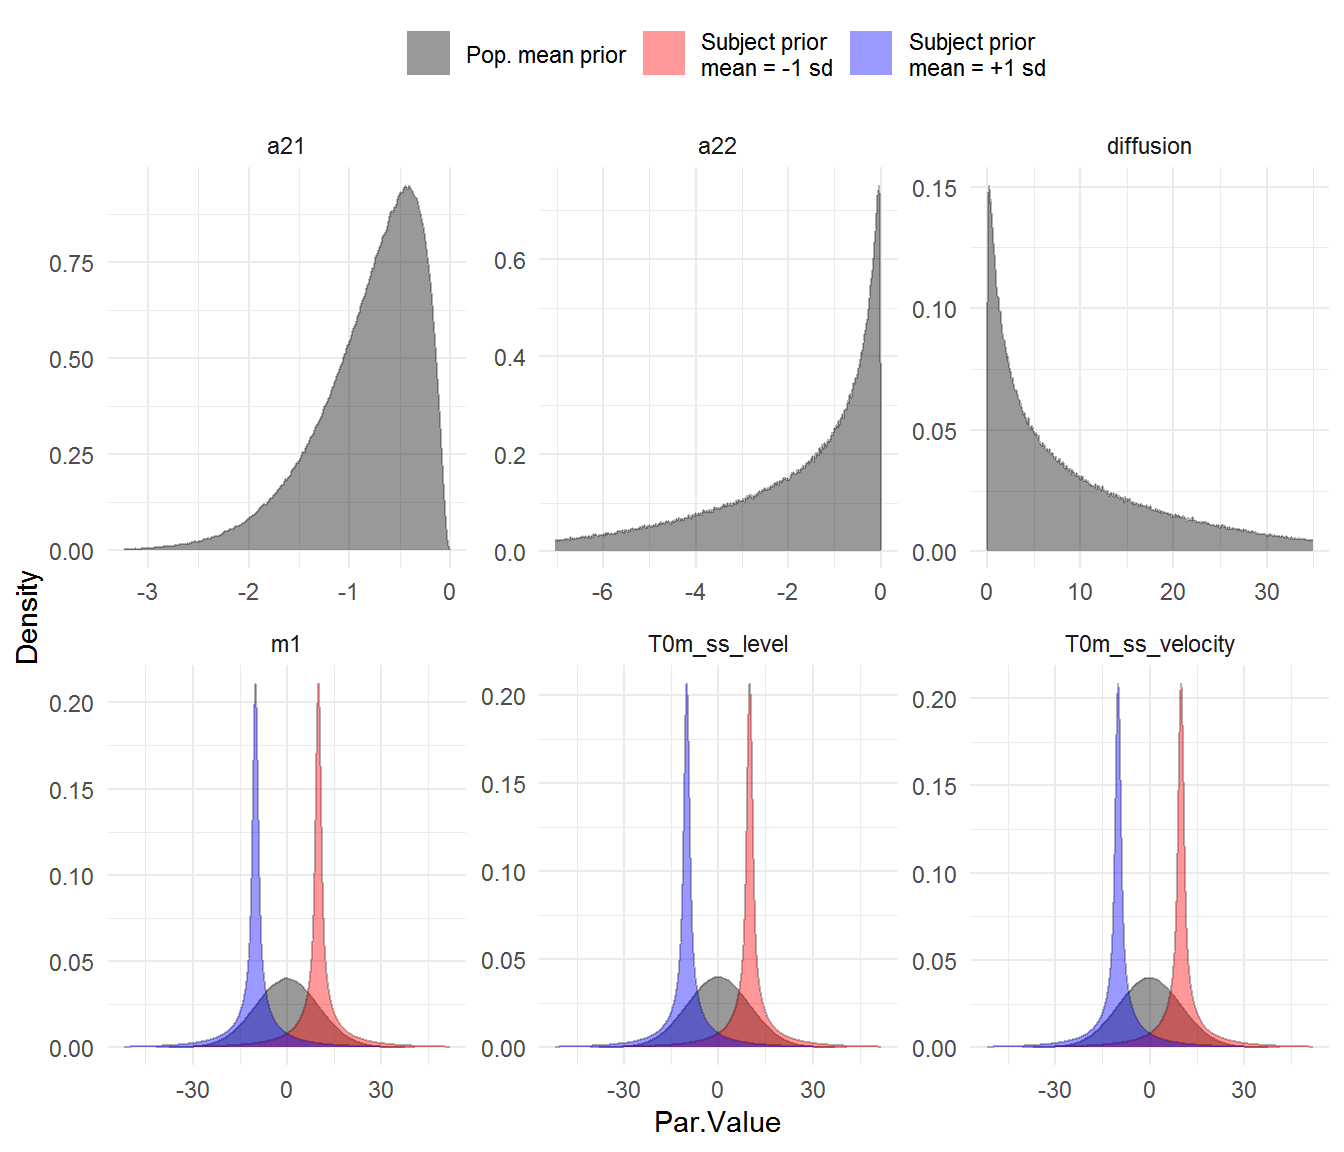 Pop. mean prior
Subject prior
mean = -1 sd
Subject prior
mean = +1 sd
a21
a22
diffusion
0.75
0.50
0.25
0.00
-3 -2 -1 0
0.6
0.4
0.2
0.0
-6 -4 -2 0
0.15
0.10
0.05
0.00
0 10 20 30
Density
m1
T0m_ss_level
T0m_ss_velocity
0.20
0.15
0.10
0.05
0.00
-30 0 30
0.20
0.15
0.10
0.05
0.00
-30 0 30
0.20
0.15
0.10
0.05
0.00
-30 0 30
Par.Value